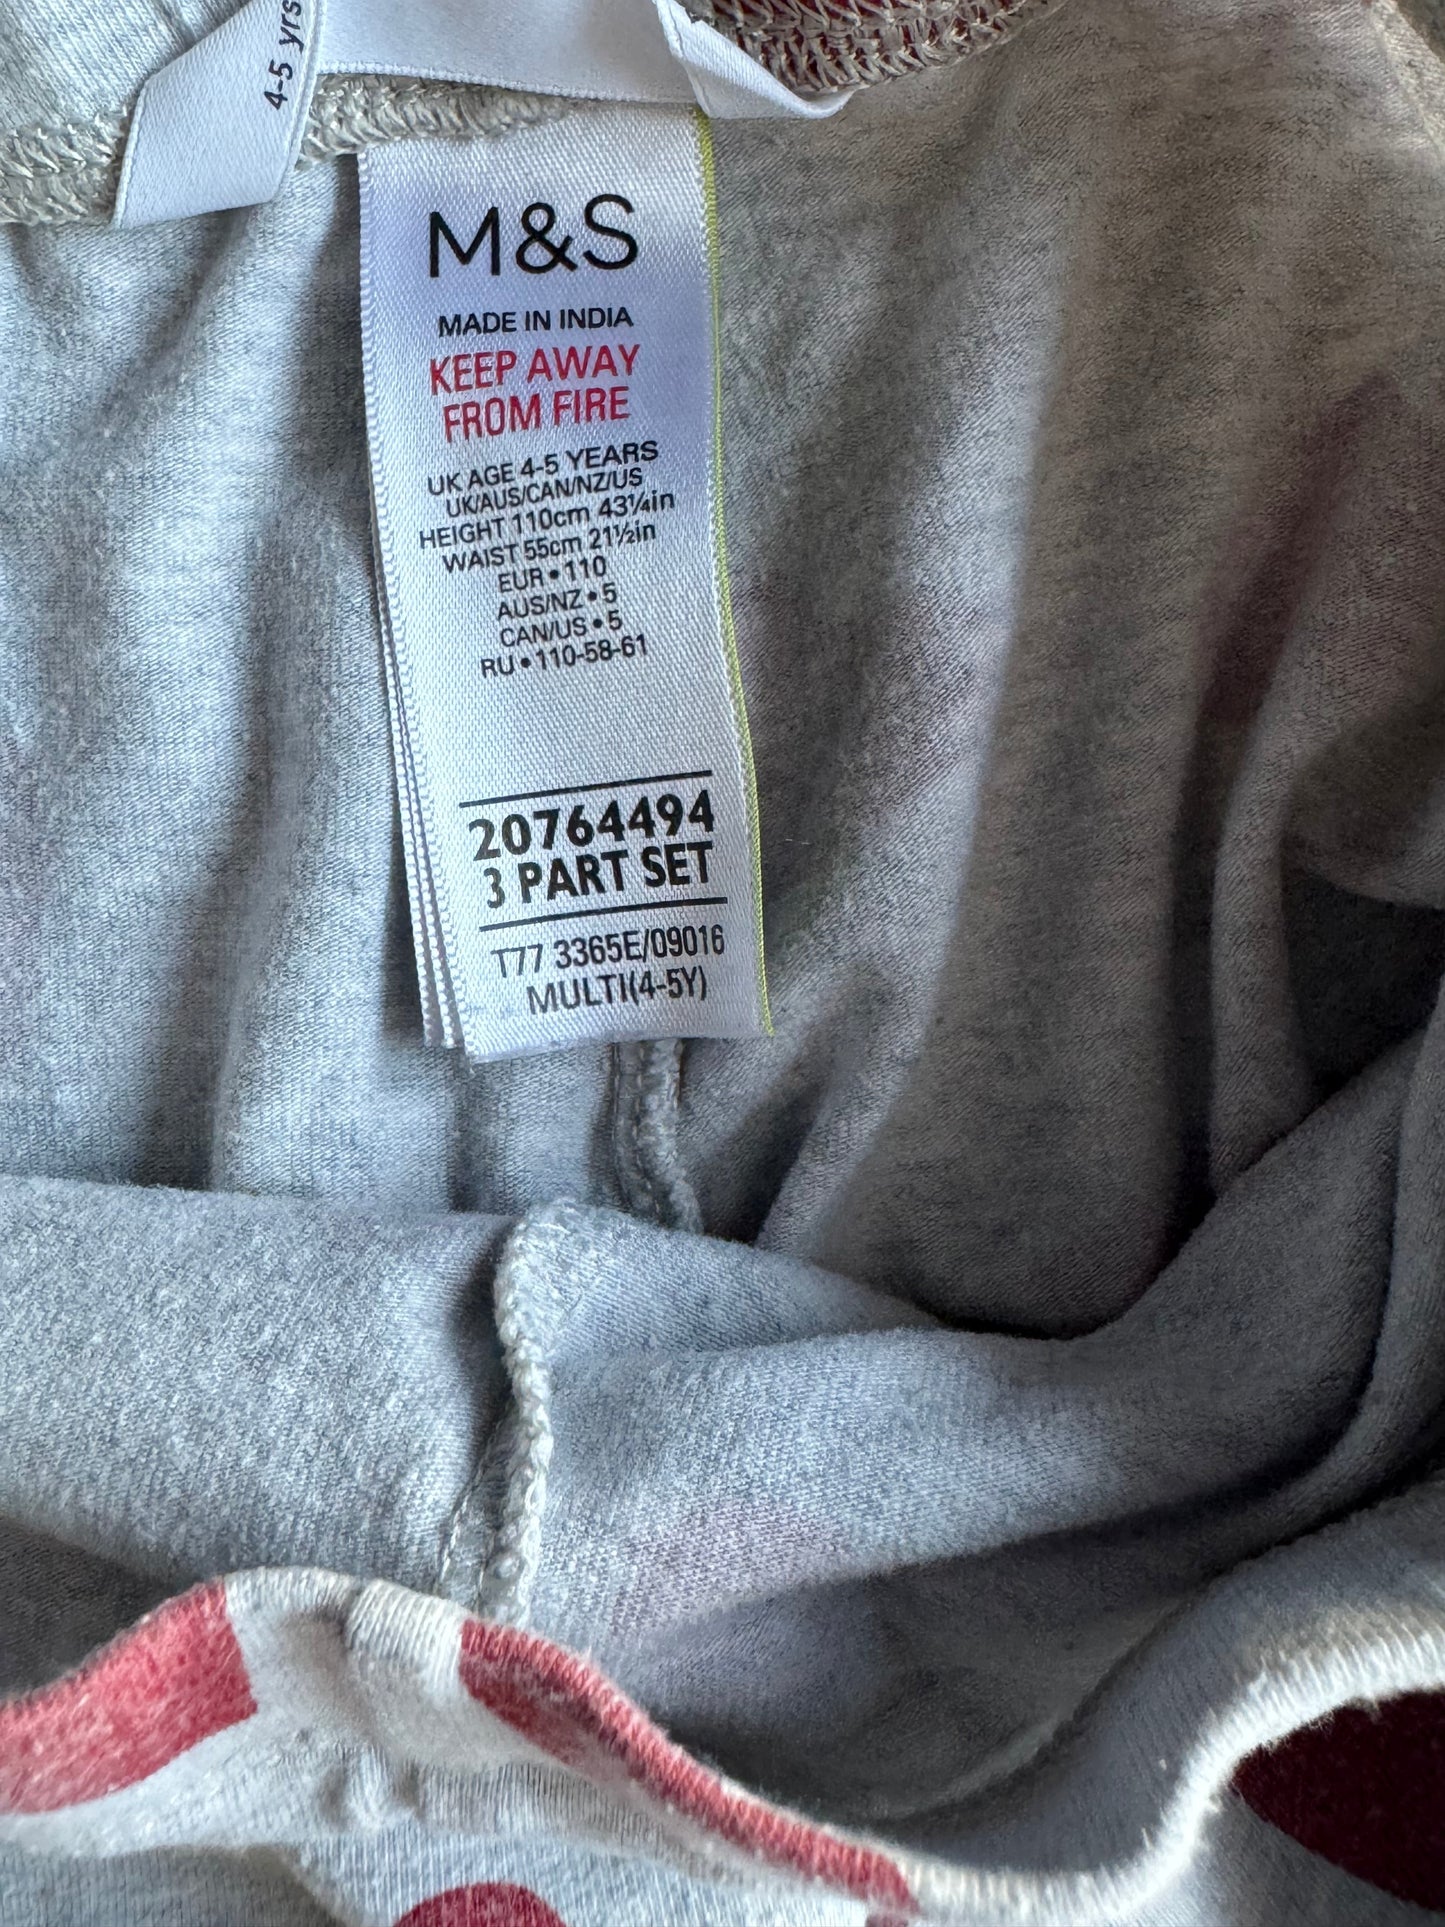 4-5 yrs
M&S
MADE IN INDIA
KEEP AWAY
FROM FIRE
UK AGE 4-5 YEARS
UK/AUS/CAN/NZ/US
HEIGHT 110cm 43¼in
WAIST 55cm 21½in
EUR•110
AUS/NZ•5
CAN/US•5
RU•110-58-61
20764494
3 PART SET
T77 3365E/09016
MULTI(4-5Y)